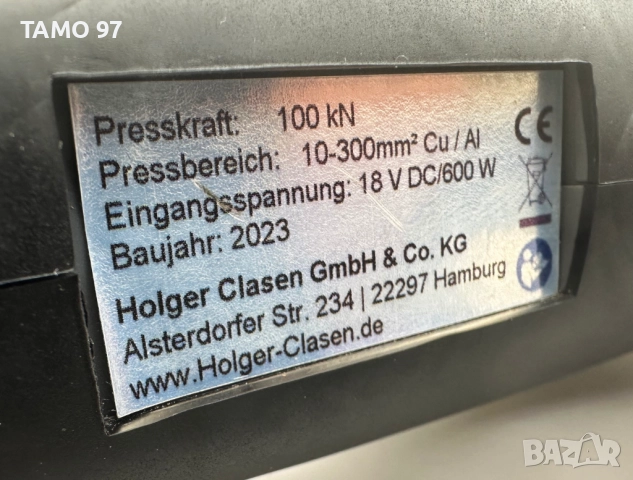 TAMO 97
Presskraft: 100 kN
Pressbereich: 10-300mm² Cu / Al
Eingangsspannung: 18 V DC/600 W
Baujahr: 2023
Holger Clasen GmbH & Co. KG
Alsterdorfer Str. 234 | 22297 Hamburg
www.Holger-Clasen.de
CE
BAZAR